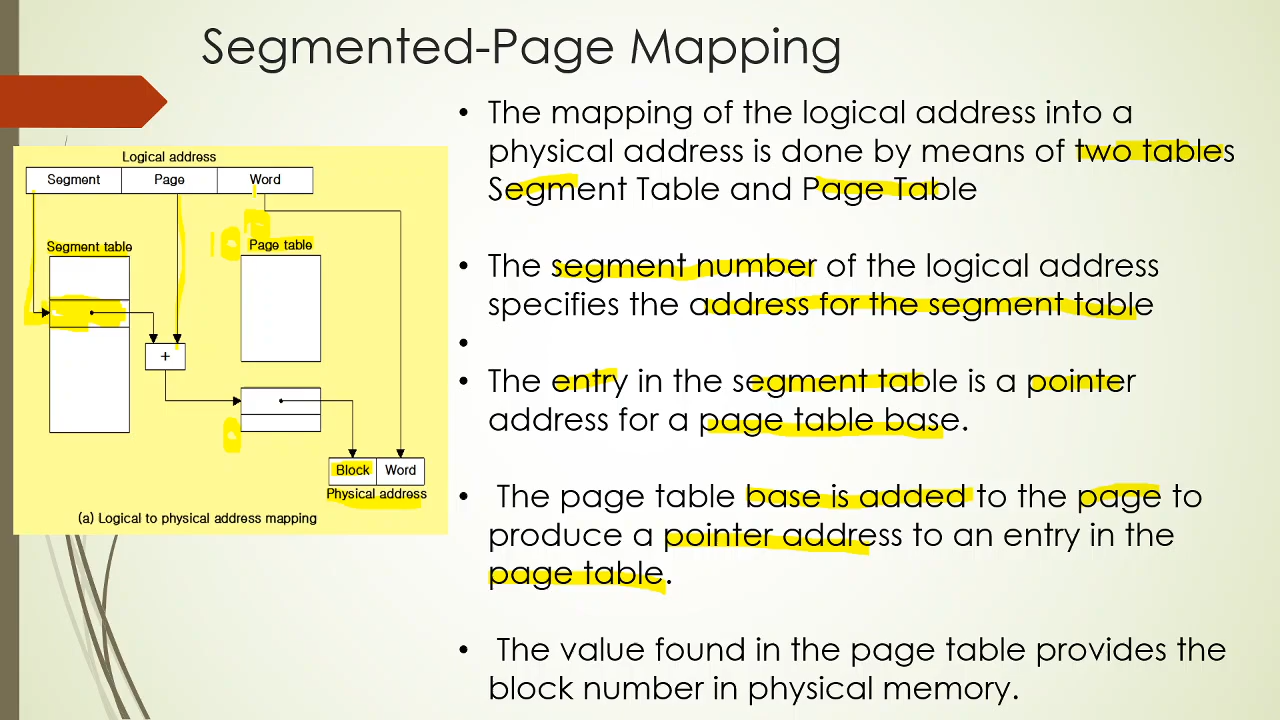 Segmented-Page Mapping
Logical address
Segment Page Word
Segment table
Page table
+
Block Word
Physical address
(a) Logical to physical address mapping
• The mapping of the logical address into a
physical address is done by means of two tables
Segment Table and Page Table
• The segment number of the logical address
specifies the address for the segment table
•
• The entry in the segment table is a pointer
address for a page table base.
• The page table base is added to the page to
produce a pointer address to an entry in the
page table.
• The value found in the page table provides the
block number in physical memory.